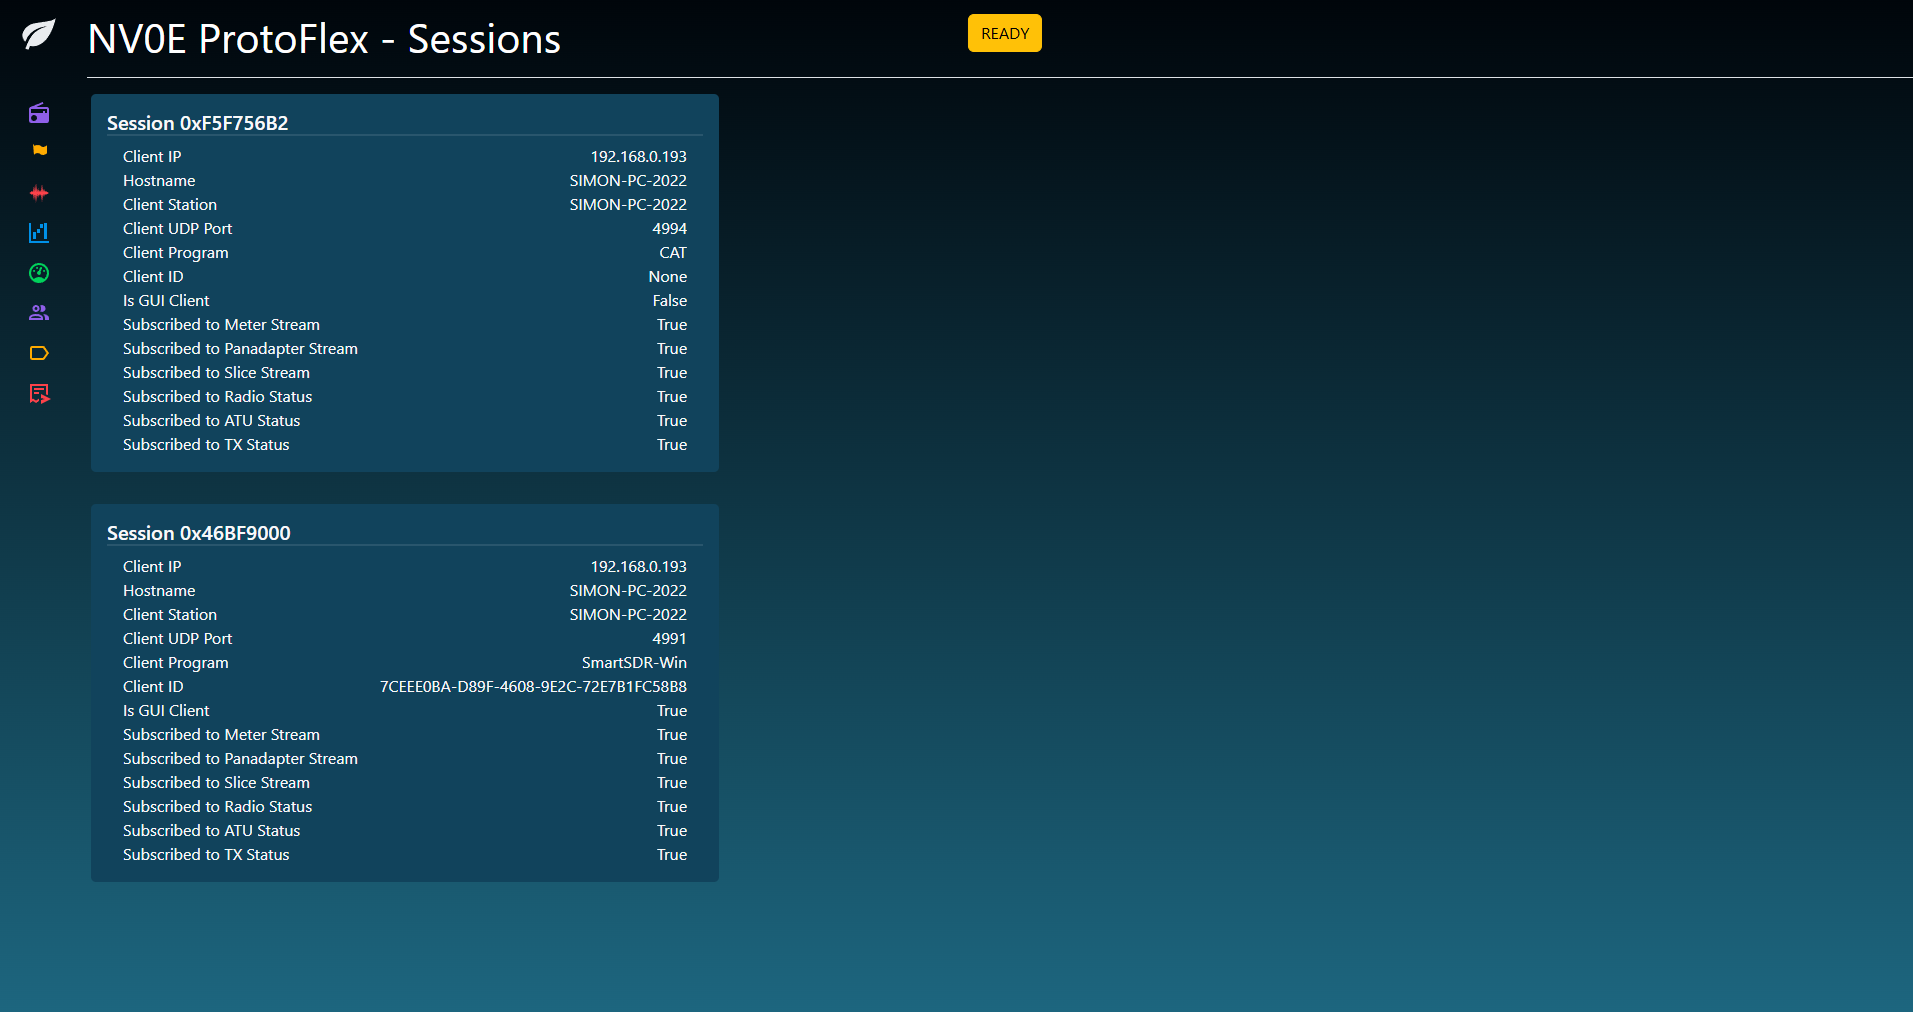 NV0E ProtoFlex - Sessions
READY
Session 0xF5F756B2
Client IP 192.168.0.193
Hostname SIMON-PC-2022
Client Station SIMON-PC-2022
Client UDP Port 4994
Client Program CAT
Client ID None
Is GUI Client False
Subscribed to Meter Stream True
Subscribed to Panadapter Stream True
Subscribed to Slice Stream True
Subscribed to Radio Status True
Subscribed to ATU Status True
Subscribed to TX Status True
Session 0x46BF9000
Client IP 192.168.0.193
Hostname SIMON-PC-2022
Client Station SIMON-PC-2022
Client UDP Port 4991
Client Program SmartSDR-Win
Client ID 7CEEE0BA-D89F-4608-9E2C-72E7B1FC58B8
Is GUI Client True
Subscribed to Meter Stream True
Subscribed to Panadapter Stream True
Subscribed to Slice Stream True
Subscribed to Radio Status True
Subscribed to ATU Status True
Subscribed to TX Status True